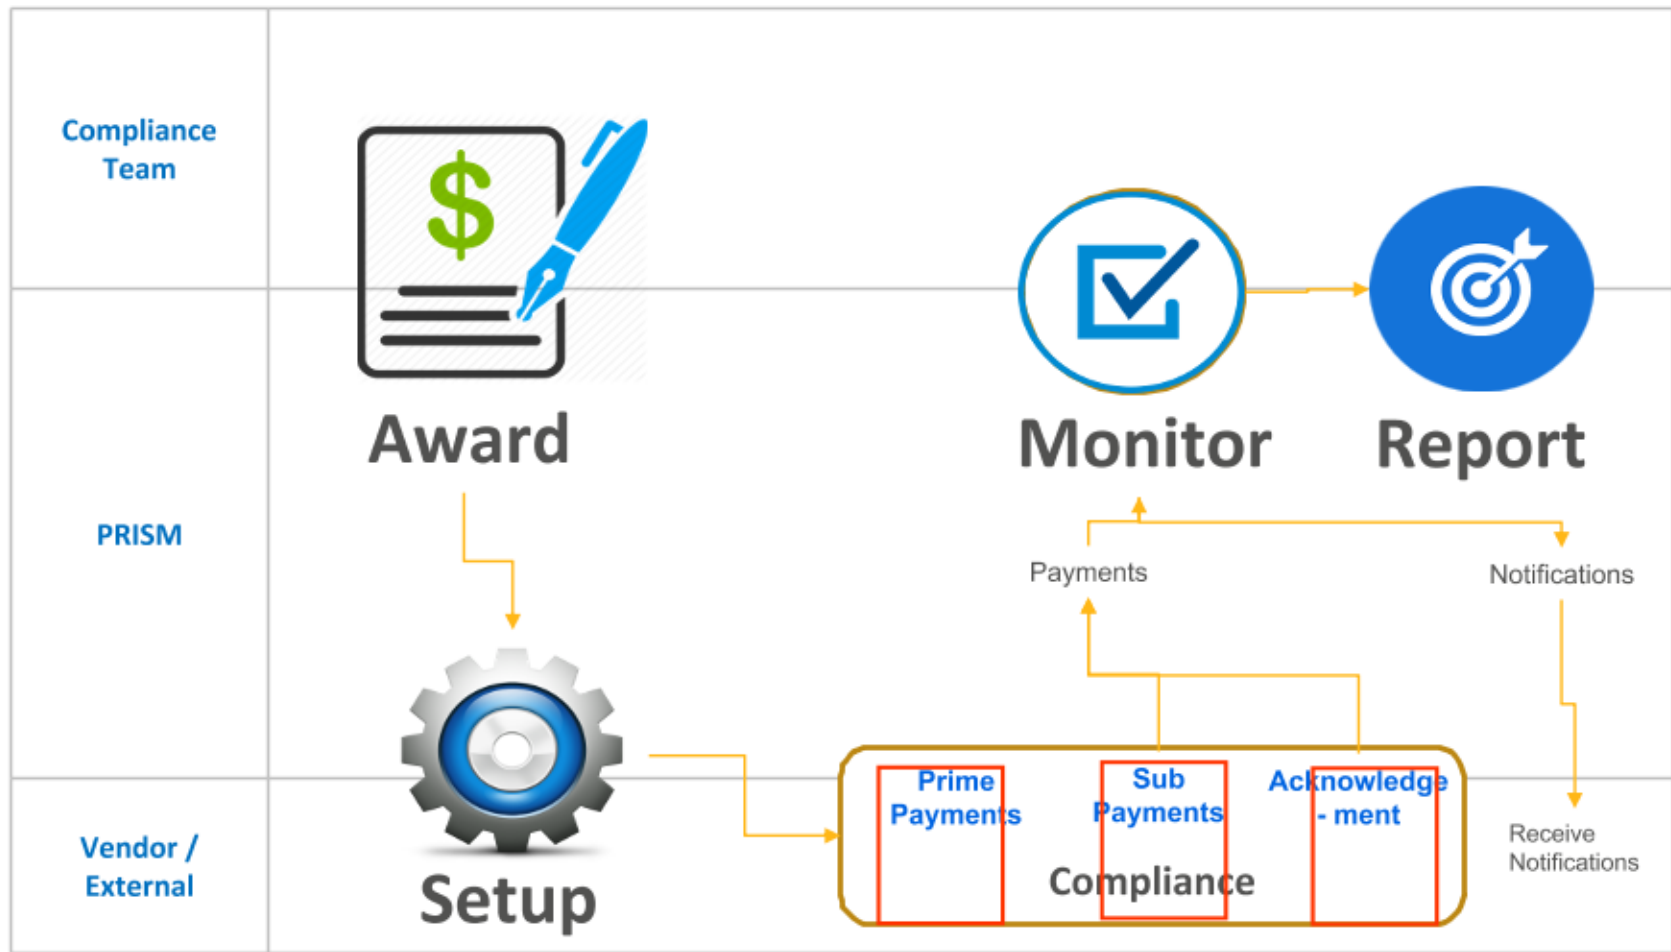 Compliance
Team
$
Award
Monitor
Report
PRISM
Payments
Notifications
Prime
Payments
Sub
Payments
Acknowledge
- ment
Vendor /
External
Setup
Compliance
Receive
Notifications